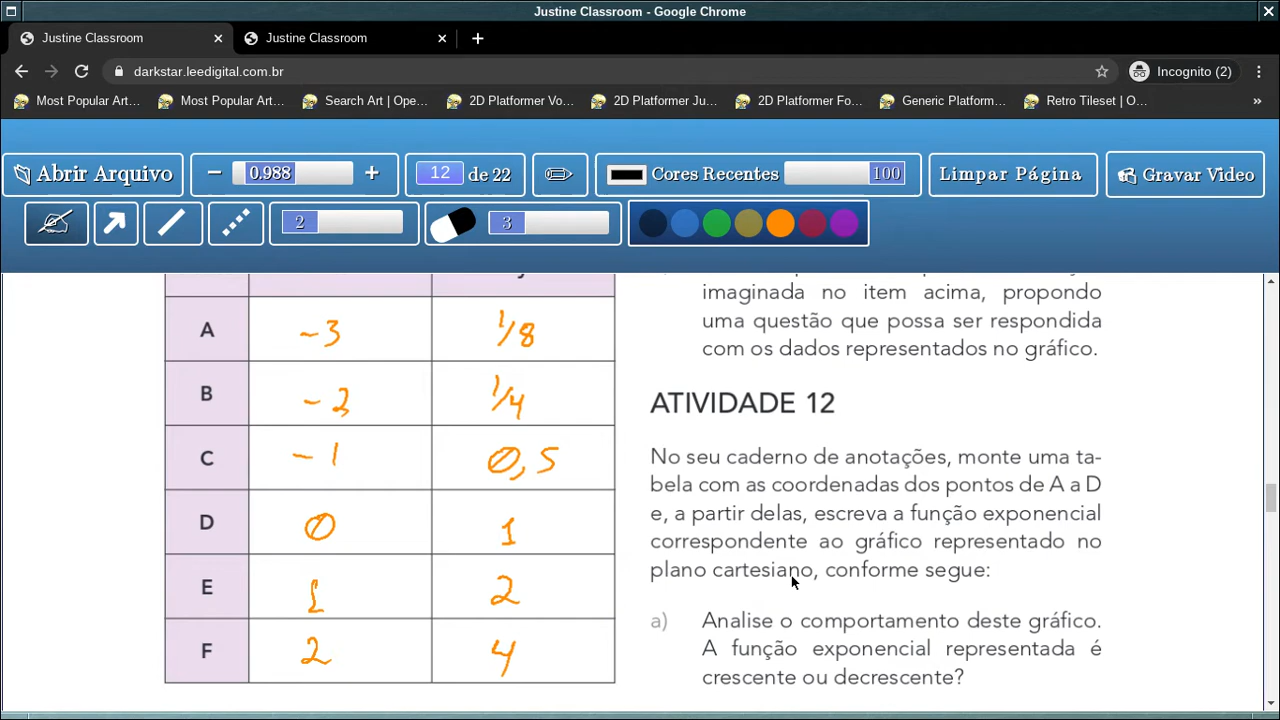 Justine Classroom - Google Chrome
Justine Classroom
Justine Classroom
darkstar.leedigital.com.br
Incognito (2)
Most Popular Art…
Most Popular Art…
Search Art | Ope…
2D Platformer Vo…
2D Platformer Ju…
2D Platformer Fo…
Generic Platform…
Retro Tileset | O…
»
Abrir Arquivo
− 0,988 +
12 de 22
Cores Recentes
100
Limpar Página
Gravar Video
2
3
A -3 1/8
B -2 1/4
C -1 0,5
D 0 1
E 1 2
F 2 4
imaginada no item acima, propondo
uma questão que possa ser respondida
com os dados representados no gráfico.
ATIVIDADE 12
No seu caderno de anotações, monte uma ta-
bela com as coordenadas dos pontos de A a D
e, a partir delas, escreva a função exponencial
correspondente ao gráfico representado no
plano cartesiano, conforme segue:
a) Analise o comportamento deste gráfico.
A função exponencial representada é
crescente ou decrescente?